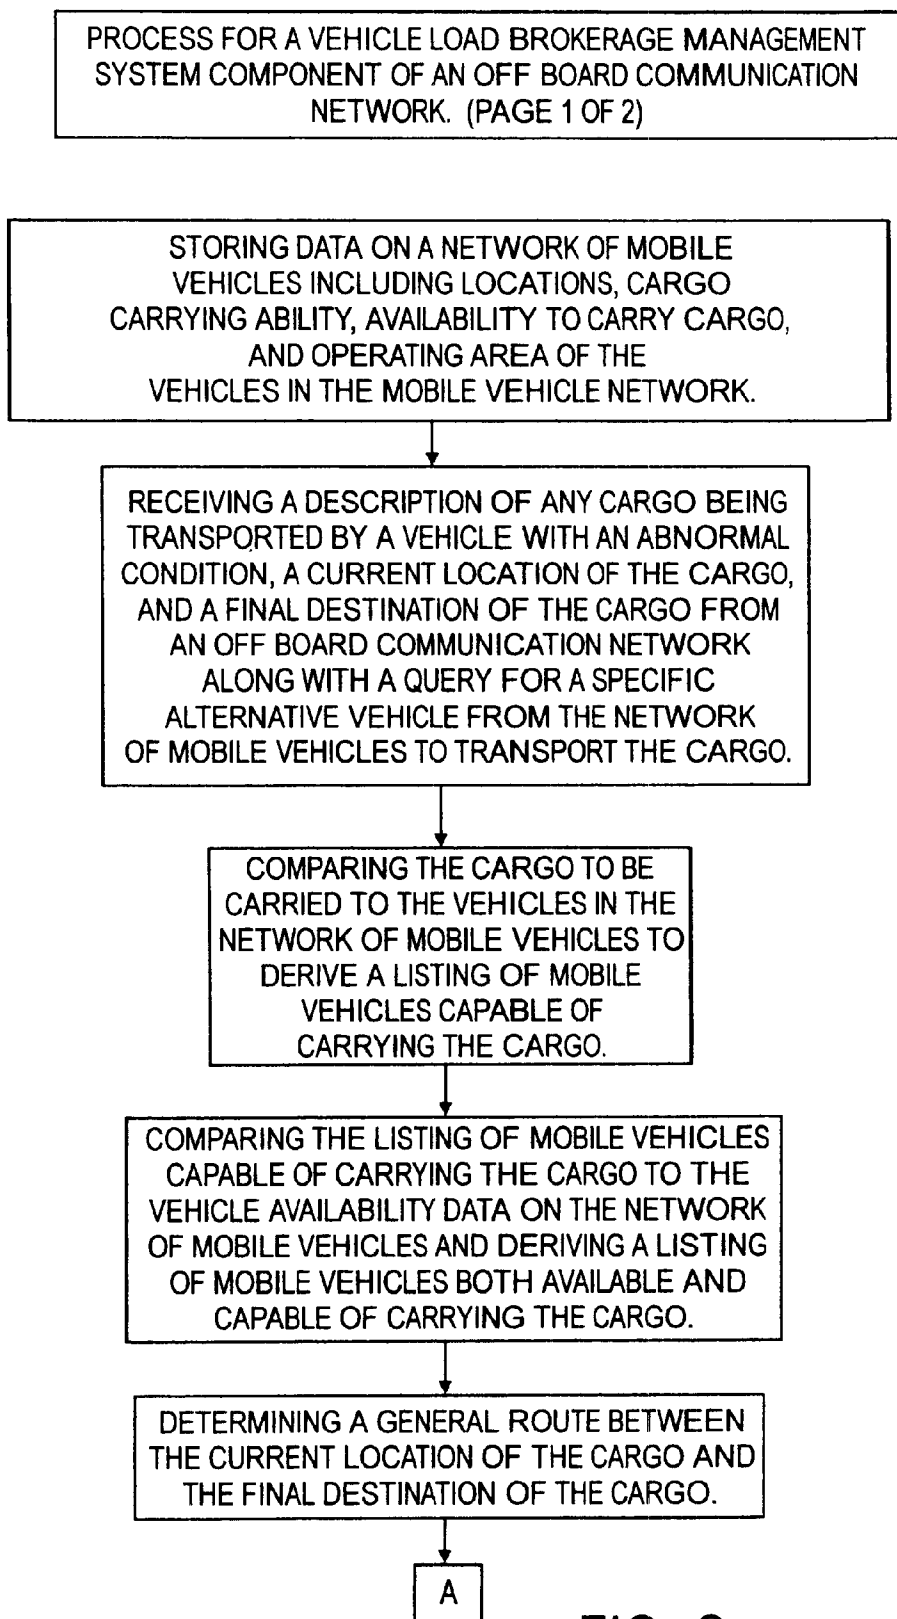 PROCESS FOR A VEHICLE LOAD BROKERAGE MANAGEMENT
SYSTEM COMPONENT OF AN OFF BOARD COMMUNICATION
NETWORK. (PAGE 1 OF 2)
STORING DATA ON A NETWORK OF MOBILE
VEHICLES INCLUDING LOCATIONS, CARGO
CARRYING ABILITY, AVAILABILITY TO CARRY CARGO,
AND OPERATING AREA OF THE
VEHICLES IN THE MOBILE VEHICLE NETWORK.
RECEIVING A DESCRIPTION OF ANY CARGO BEING
TRANSPORTED BY A VEHICLE WITH AN ABNORMAL
CONDITION, A CURRENT LOCATION OF THE CARGO,
AND A FINAL DESTINATION OF THE CARGO FROM
AN OFF BOARD COMMUNICATION NETWORK
ALONG WITH A QUERY FOR A SPECIFIC
ALTERNATIVE VEHICLE FROM THE NETWORK
OF MOBILE VEHICLES TO TRANSPORT THE CARGO.
COMPARING THE CARGO TO BE
CARRIED TO THE VEHICLES IN THE
NETWORK OF MOBILE VEHICLES TO
DERIVE A LISTING OF MOBILE
VEHICLES CAPABLE OF
CARRYING THE CARGO.
COMPARING THE LISTING OF MOBILE VEHICLES
CAPABLE OF CARRYING THE CARGO TO THE
VEHICLE AVAILABILITY DATA ON THE NETWORK
OF MOBILE VEHICLES AND DERIVING A LISTING
OF MOBILE VEHICLES BOTH AVAILABLE AND
CAPABLE OF CARRYING THE CARGO.
DETERMINING A GENERAL ROUTE BETWEEN
THE CURRENT LOCATION OF THE CARGO AND
THE FINAL DESTINATION OF THE CARGO.
A